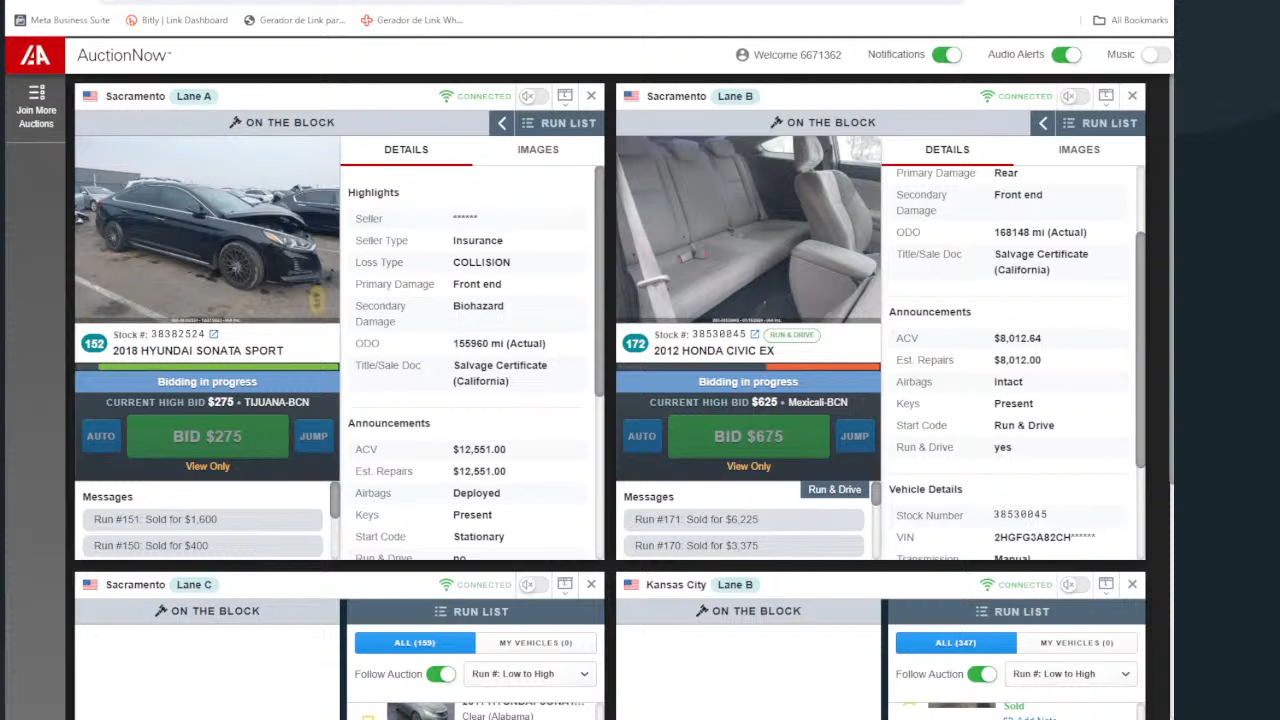 Meta Business Suite
Bitly | Link Dashboard
Gerador de Link par...
Gerador de Link Wh...
All Bookmarks
IAA
AuctionNow™
Welcome 6671362
Notifications
Audio Alerts
Music
Join More
Auctions
Sacramento Lane A
CONNECTED
ON THE BLOCK
RUN LIST
DETAILS
IMAGES
Highlights
Seller ******
Seller Type Insurance
Loss Type COLLISION
Primary Damage Front end
Secondary Damage Biohazard
ODO 155960 mi (Actual)
Title/Sale Doc Salvage Certificate
(California)
Announcements
ACV $12,551.00
Est. Repairs $12,551.00
Airbags Deployed
Keys Present
Start Code Stationary
Run & Drive no
152
Stock #: 38382524
2018 HYUNDAI SONATA SPORT
Bidding in progress
CURRENT HIGH BID $275 • TIJUANA-BCN
AUTO
BID $275
JUMP
View Only
Messages
Run #151: Sold for $1,600
Run #150: Sold for $400
Sacramento Lane B
CONNECTED
ON THE BLOCK
RUN LIST
DETAILS
IMAGES
Primary Damage Rear
Secondary Damage Front end
ODO 168148 mi (Actual)
Title/Sale Doc Salvage Certificate
(California)
Announcements
ACV $8,012.64
Est. Repairs $8,012.00
Airbags Intact
Keys Present
Start Code Run & Drive
Run & Drive yes
Vehicle Details
Stock Number 38530045
VIN 2HGFG3A82CH******
Transmission Manual
172
Stock #: 38530045
RUN & DRIVE
2012 HONDA CIVIC EX
Bidding in progress
CURRENT HIGH BID $625 • Mexicali-BCN
AUTO
BID $675
JUMP
View Only
Run & Drive
Messages
Run #171: Sold for $6,225
Run #170: Sold for $3,375
Sacramento Lane C
CONNECTED
ON THE BLOCK
RUN LIST
ALL (159)
MY VEHICLES (0)
Follow Auction
Run #: Low to High
Clear (Alabama)
Kansas City Lane B
CONNECTED
ON THE BLOCK
RUN LIST
ALL (347)
MY VEHICLES (0)
Follow Auction
Run #: Low to High
Sold